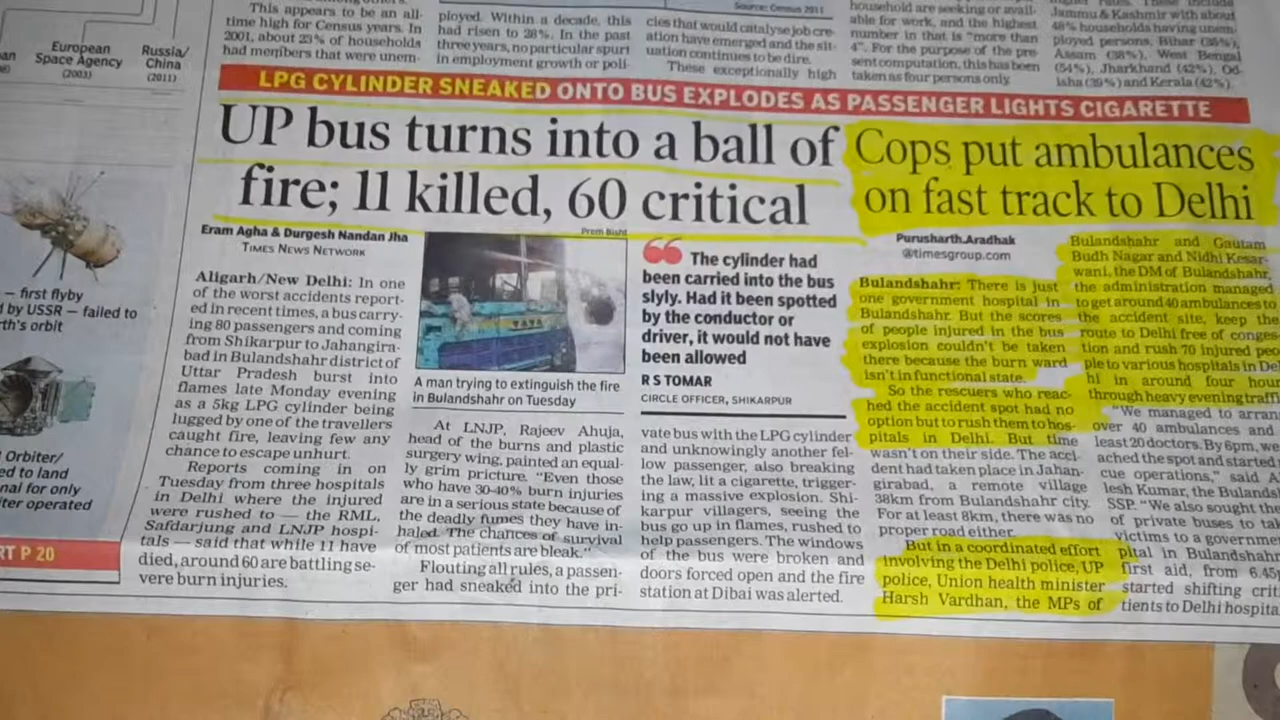 European
Space Agency
(2003)
Russia/
China
(2011)
— first flyby
by USSR — failed to
rth's orbit
Orbiter/
ed to land
nal for only
ter operated
RT P 20
This appears to be an all-
time high for Census years. In
2001, about 23% of households
had members that were unem-
ployed. Within a decade, this
had risen to 28%. In the past
three years, no particular spurt
in employment growth or poli-
cies that would catalyse job cre-
ation have emerged and the sit-
uation continues to be dire.
These exceptionally high
Source: Census 2011
household are seeking or avail-
able for work, and the highest
number in that is "more than
4". For the purpose of the pre-
sent computation, this has been
taken as four persons only.
Jammu & Kashmir with about
48% households having unem-
ployed persons, Bihar (35%),
Assam (38%), West Bengal
(54%), Jharkhand (42%), Od-
isha (39%) and Kerala (42%).
LPG CYLINDER SNEAKED ONTO BUS EXPLODES AS PASSENGER LIGHTS CIGARETTE
UP bus turns into a ball of
fire; 11 killed, 60 critical
Eram Agha & Durgesh Nandan Jha
TIMES NEWS NETWORK
Aligarh/New Delhi: In one
of the worst accidents report-
ed in recent times, a bus carry-
ing 80 passengers and coming
from Shikarpur to Jahangira-
bad in Bulandshahr district of
Uttar Pradesh burst into
flames late Monday evening
as a 5kg LPG cylinder being
lugged by one of the travellers
caught fire, leaving few any
chance to escape unhurt.
Reports coming in on
Tuesday from three hospitals
in Delhi where the injured
were rushed to — the RML,
Safdarjung and LNJP hospi-
tals — said that while 11 have
died, around 60 are battling se-
vere burn injuries.
Prem Bisht
TATA
A man trying to extinguish the fire
in Bulandshahr on Tuesday
At LNJP, Rajeev Ahuja,
head of the burns and plastic
surgery wing, painted an equal-
ly grim pricture. "Even those
who have 30-40% burn injuries
are in a serious state because of
the deadly fumes they have in-
haled. The chances of survival
of most patients are bleak."
Flouting all rules, a passen-
ger had sneaked into the pri-
The cylinder had
been carried into the bus
slyly. Had it been spotted
by the conductor or
driver, it would not have
been allowed
R S TOMAR
CIRCLE OFFICER, SHIKARPUR
vate bus with the LPG cylinder
and unknowingly another fel-
low passenger, also breaking
the law, lit a cigarette, trigger-
ing a massive explosion. Shi-
karpur villagers, seeing the
bus go up in flames, rushed to
help passengers. The windows
of the bus were broken and
doors forced open and the fire
station at Dibai was alerted.
Cops put ambulances
on fast track to Delhi
Purusharth.Aradhak
@timesgroup.com
Bulandshahr: There is just
one government hospital in
Bulandshahr. But the scores
of people injured in the bus
explosion couldn't be taken
there because the burn ward
isn't in functional state.
So the rescuers who reac-
hed the accident spot had no
option but to rush them to hos-
pitals in Delhi. But time
wasn't on their side. The acci-
dent had taken place in Jahan-
girabad, a remote village
38km from Bulandshahr city.
For at least 8km, there was no
proper road either.
But in a coordinated effort
involving the Delhi police, UP
police, Union health minister
Harsh Vardhan, the MPs of
Bulandshahr and Gautam
Budh Nagar and Nidhi Kesar-
wani, the DM of Bulandshahr,
the administration managed
to get around 40 ambulances to
the accident site, keep the
route to Delhi free of conges-
tion and rush 70 injured peo
ple to various hospitals in Del
hi in around four hour
through heavy evening traffi
"We managed to arran
over 40 ambulances and
least 20 doctors. By 6pm, we
ached the spot and started
cue operations," said A
lesh Kumar, the Bulands
SSP. "We also sought the
of private buses to tak
victims to a governme
pital in Bulandshahr
first aid, from 6.45p
started shifting crit
tients to Delhi hospita